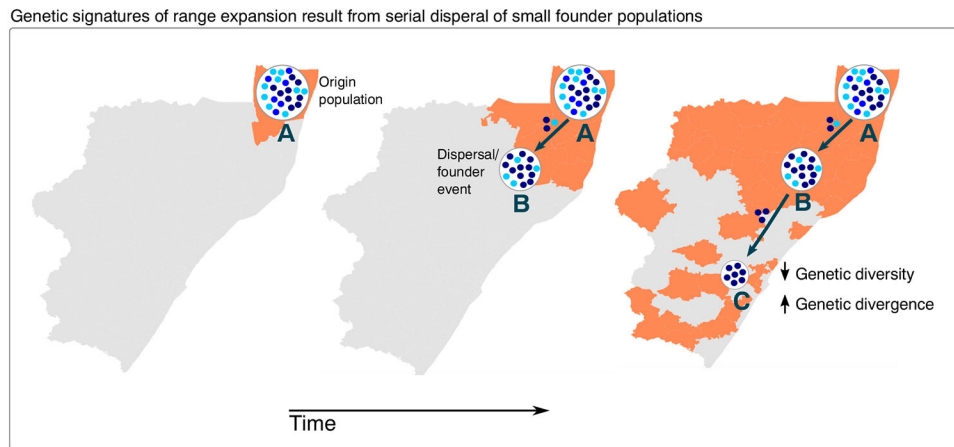 Genetic signatures of range expansion result from serial disperal of small founder populations
Origin
population
A
Dispersal/
founder
event
A
B
A
B
C
Genetic diversity
Genetic divergence
Time